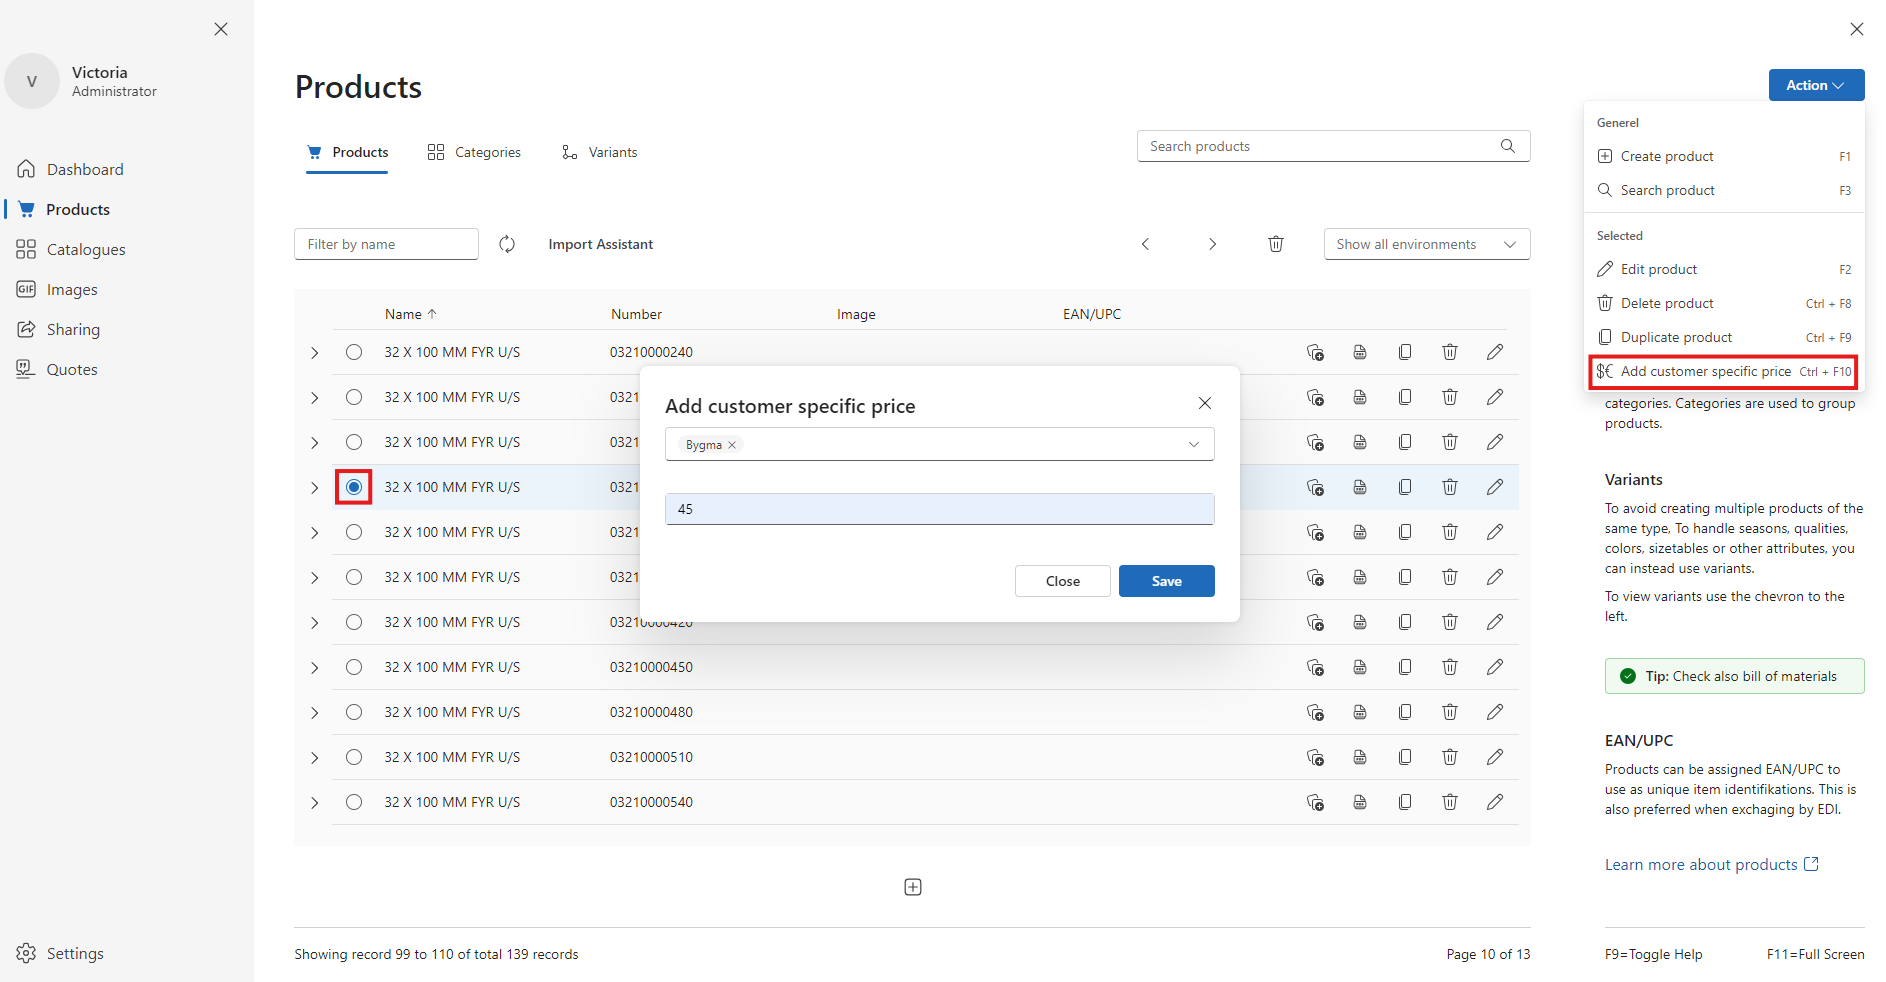 V
Victoria
Administrator
Dashboard
Products
Catalogues
GIF
Images
Sharing
Quotes
Settings
Products
Products
Categories
Variants
Search products
Filter by name
Import Assistant
Show all environments
Name
Number
Image
EAN/UPC
32 X 100 MM FYR U/S 03210000240
32 X 100 MM FYR U/S 0321
32 X 100 MM FYR U/S 0321
32 X 100 MM FYR U/S 0321
32 X 100 MM FYR U/S 0321
32 X 100 MM FYR U/S 0321
32 X 100 MM FYR U/S 03210000420
32 X 100 MM FYR U/S 03210000450
32 X 100 MM FYR U/S 03210000480
32 X 100 MM FYR U/S 03210000510
32 X 100 MM FYR U/S 03210000540
Add customer specific price
Bygma
45
Close
Save
Showing record 99 to 110 of total 139 records
Page 10 of 13
Action
Generel
Create product F1
Search product F3
Selected
Edit product F2
Delete product Ctrl + F8
Duplicate product Ctrl + F9
$€ Add customer specific price Ctrl + F10
categories. Categories are used to group
products.
Variants
To avoid creating multiple products of the
same type, To handle seasons, qualities,
colors, sizetables or other attributes, you
can instead use variants.
To view variants use the chevron to the
left.
Tip: Check also bill of materials
EAN/UPC
Products can be assigned EAN/UPC to
use as unique item identifikations. This is
also preferred when exchaging by EDI.
Learn more about products
F9=Toggle Help
F11=Full Screen